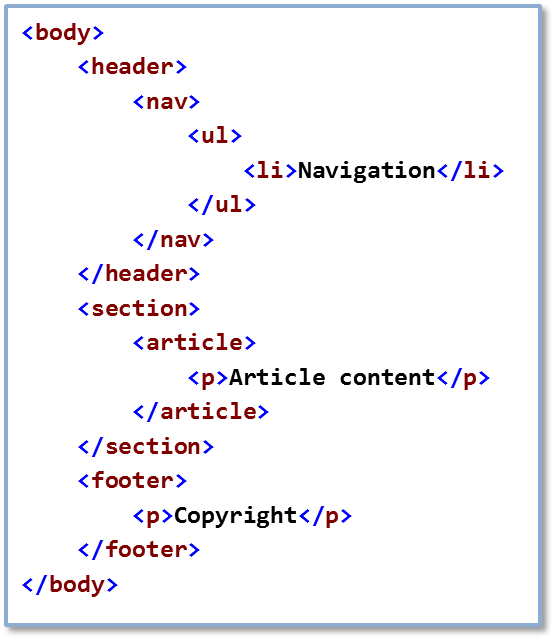 <body>
    <header>
        <nav>
            <ul>
                <li>Navigation</li>
            </ul>
        </nav>
    </header>
    <section>
        <article>
            <p>Article content</p>
        </article>
    </section>
    <footer>
        <p>Copyright</p>
    </footer>
</body>